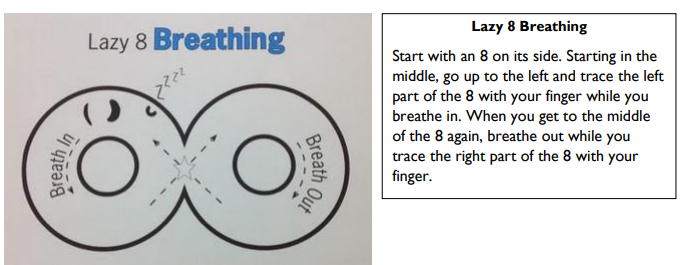 Lazy 8 Breathing
zzzz
Breath In
Breath Out
Lazy 8 Breathing
Start with an 8 on its side. Starting in the
middle, go up to the left and trace the left
part of the 8 with your finger while you
breathe in. When you get to the middle
of the 8 again, breathe out while you
trace the right part of the 8 with your
finger.